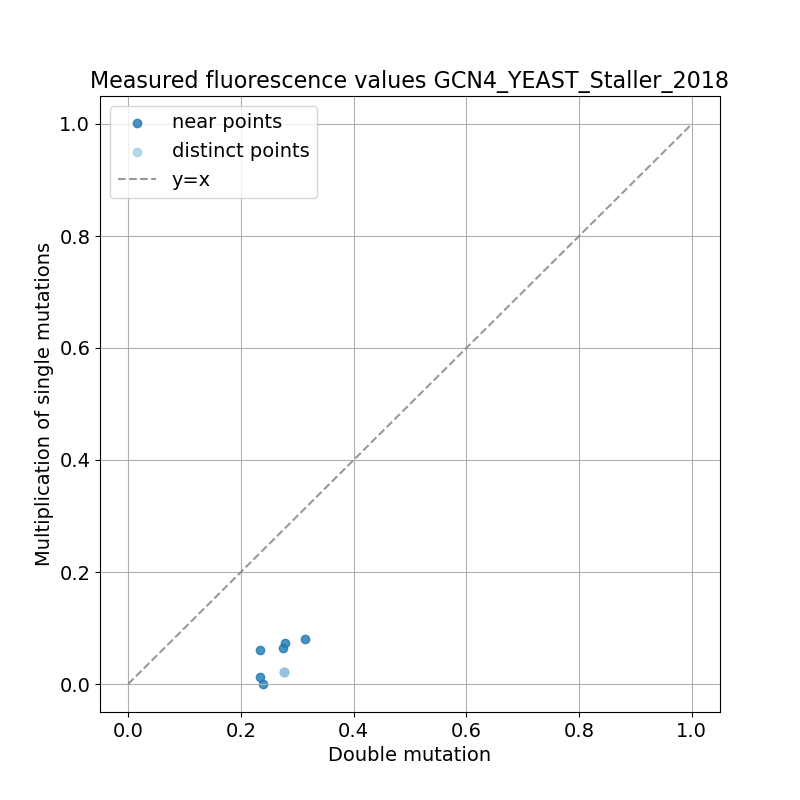 Measured fluorescence values GCN4_YEAST_Staller_2018
near points
distinct points
y=x
1.0
0.8
0.6
0.4
0.2
0.0
Multiplication of single mutations
0.0 0.2 0.4 0.6 0.8 1.0
Double mutation